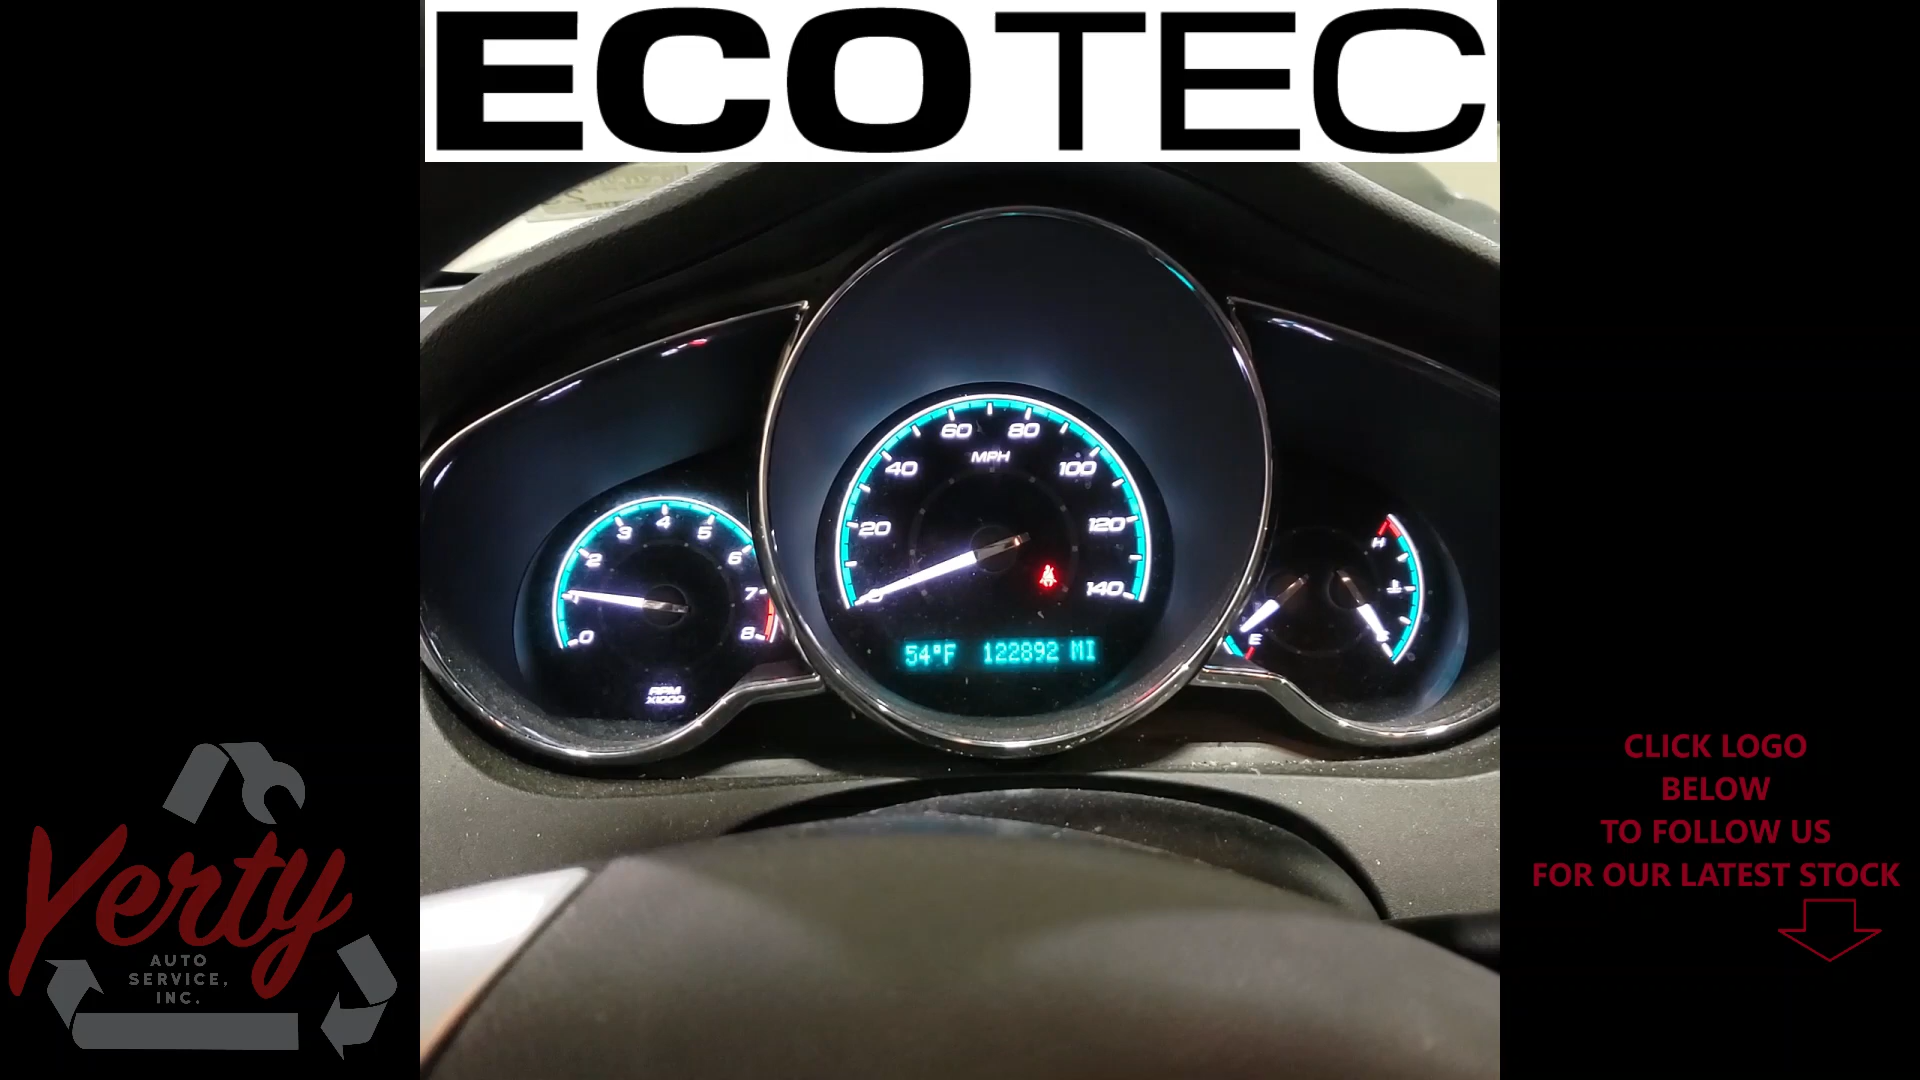 ECOTEC
0 1 2 3 4 5 6 7 8
RPM
X1000
0 20 40 60 80 100 120 140
MPH
54°F 122892 MI
E
H
C
Yerty
AUTO
SERVICE,
INC.
CLICK LOGO
BELOW
TO FOLLOW US
FOR OUR LATEST STOCK